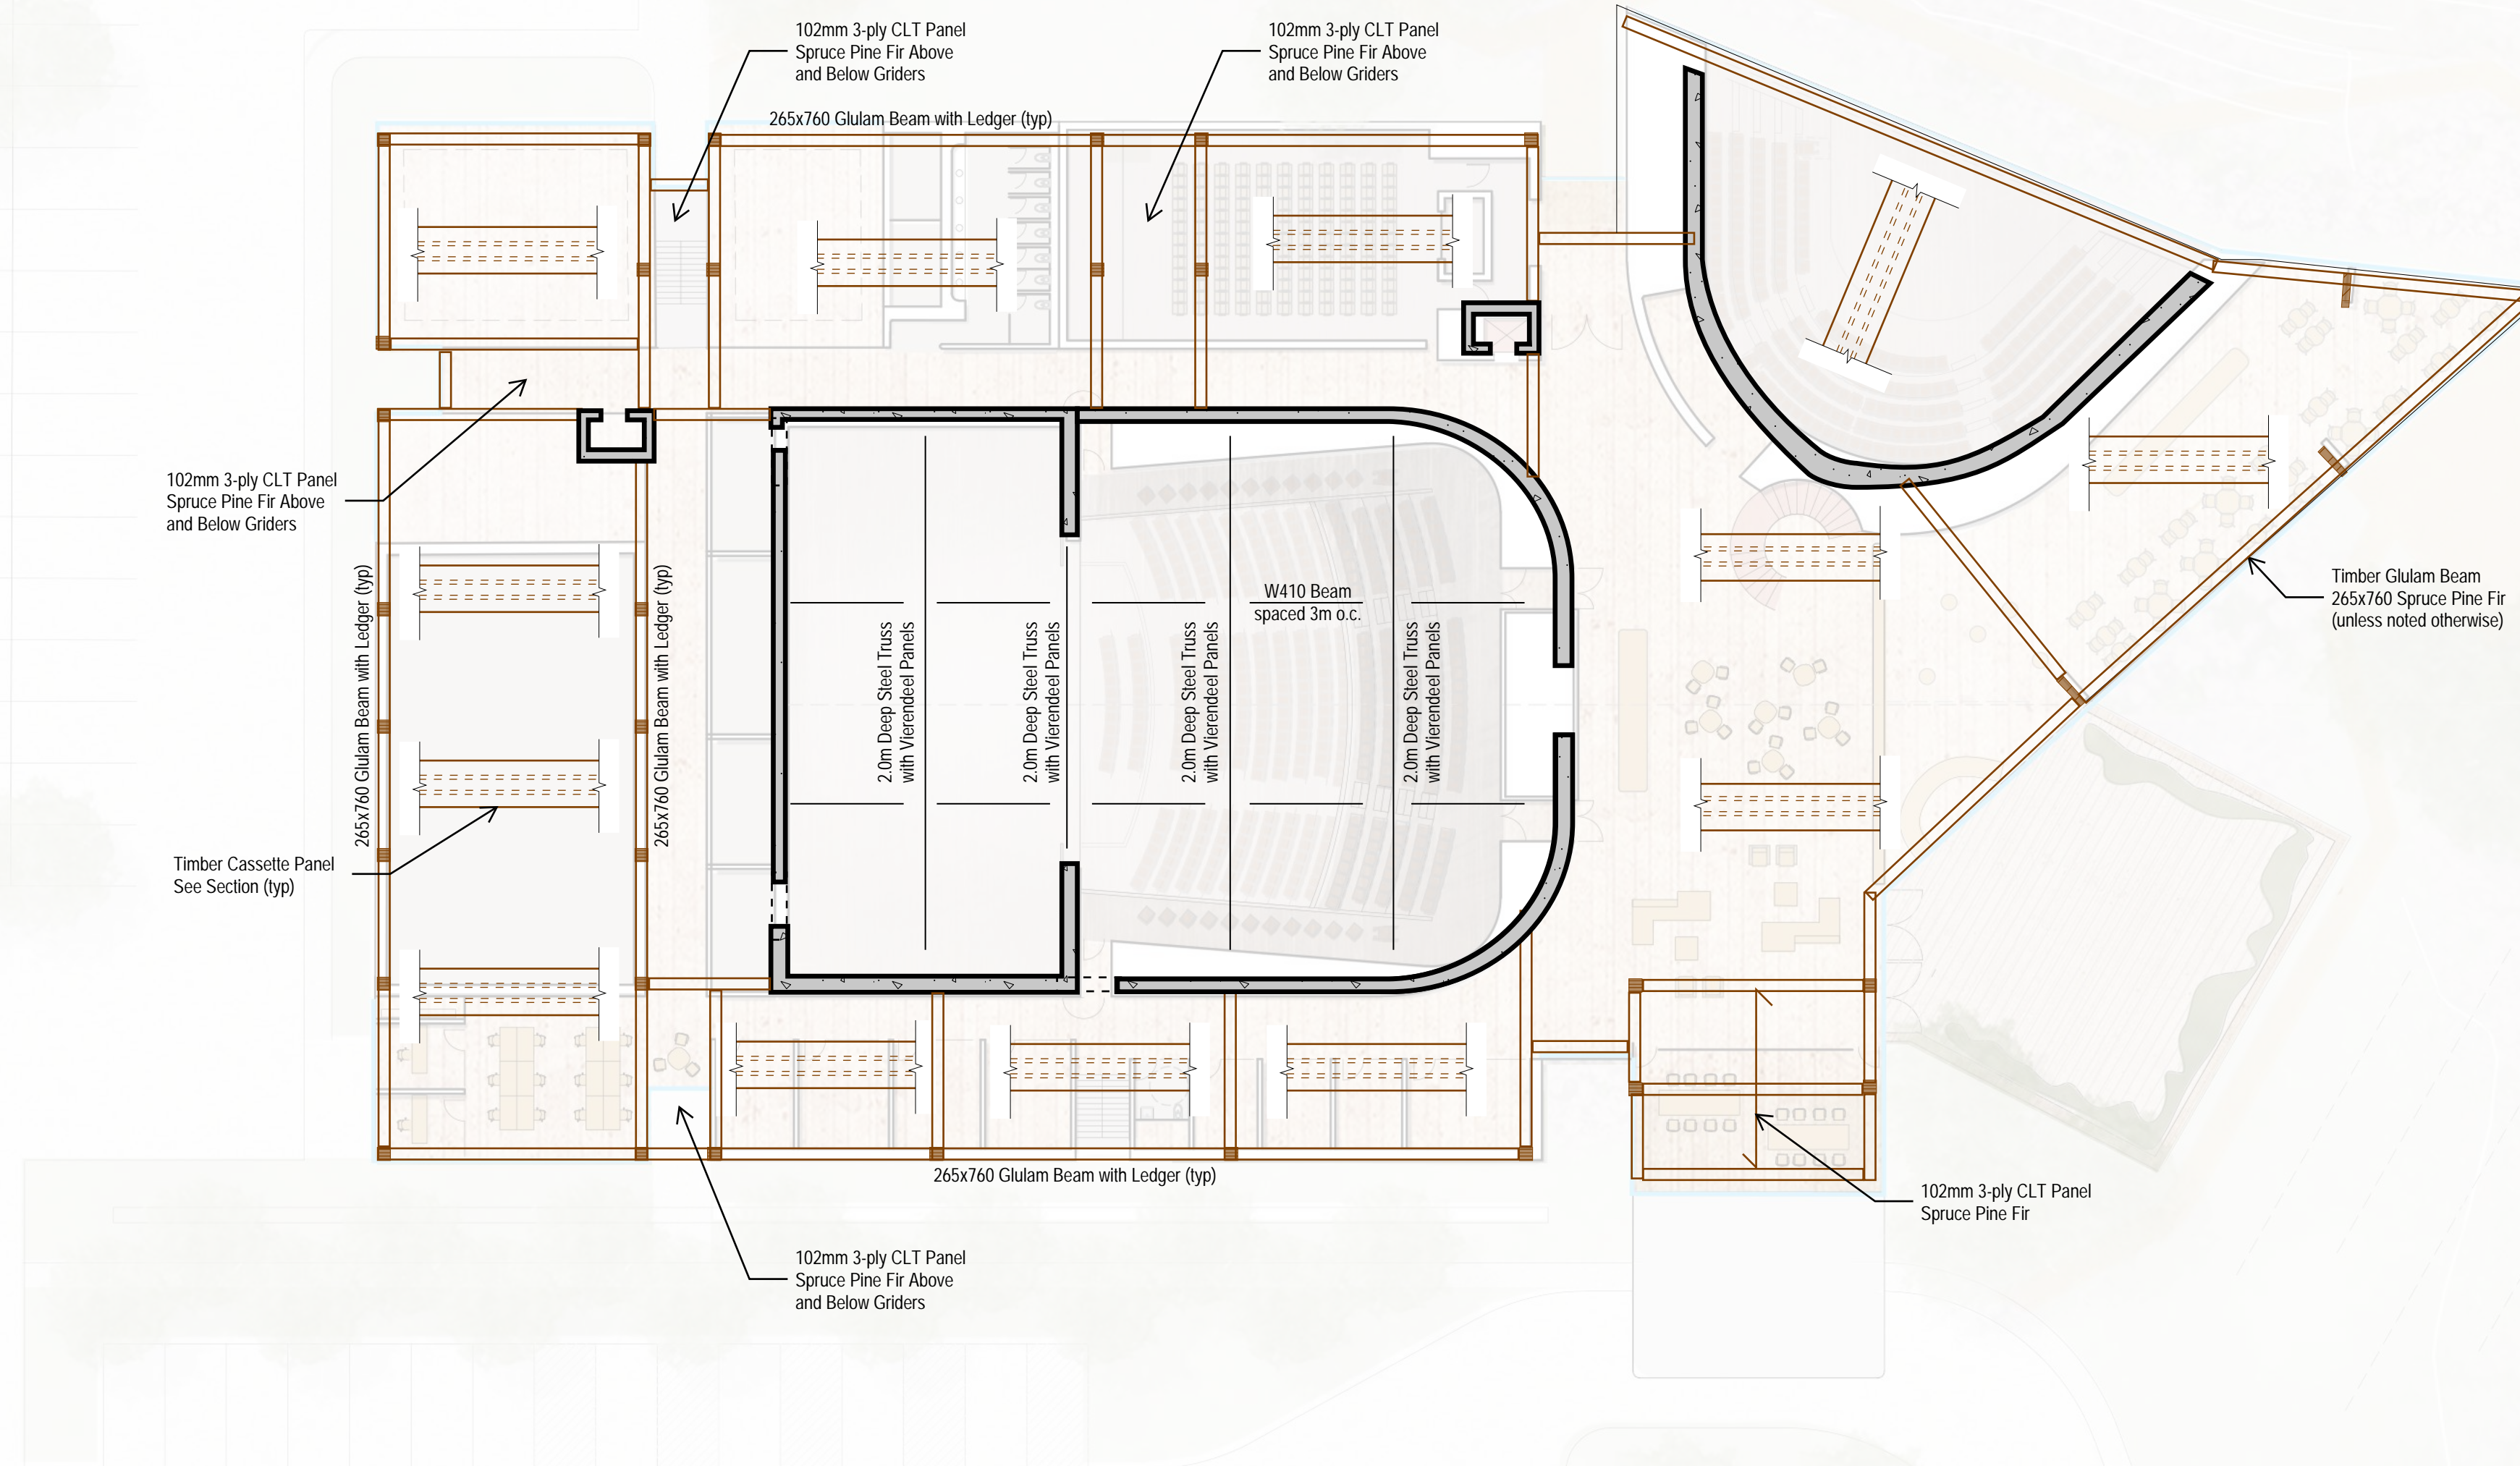 102mm 3-ply CLT Panel
Spruce Pine Fir Above
and Below Griders
102mm 3-ply CLT Panel
Spruce Pine Fir Above
and Below Griders
265x760 Glulam Beam with Ledger (typ)
102mm 3-ply CLT Panel
Spruce Pine Fir Above
and Below Griders
265x760 Glulam Beam with Ledger (typ)
265x760 Glulam Beam with Ledger (typ)
Timber Cassette Panel
See Section (typ)
2.0m Deep Steel Truss
with Vierendeel Panels
2.0m Deep Steel Truss
with Vierendeel Panels
2.0m Deep Steel Truss
with Vierendeel Panels
W410 Beam
spaced 3m o.c.
2.0m Deep Steel Truss
with Vierendeel Panels
Timber Glulam Beam
265x760 Spruce Pine Fir
(unless noted otherwise)
265x760 Glulam Beam with Ledger (typ)
102mm 3-ply CLT Panel
Spruce Pine Fir
102mm 3-ply CLT Panel
Spruce Pine Fir Above
and Below Griders